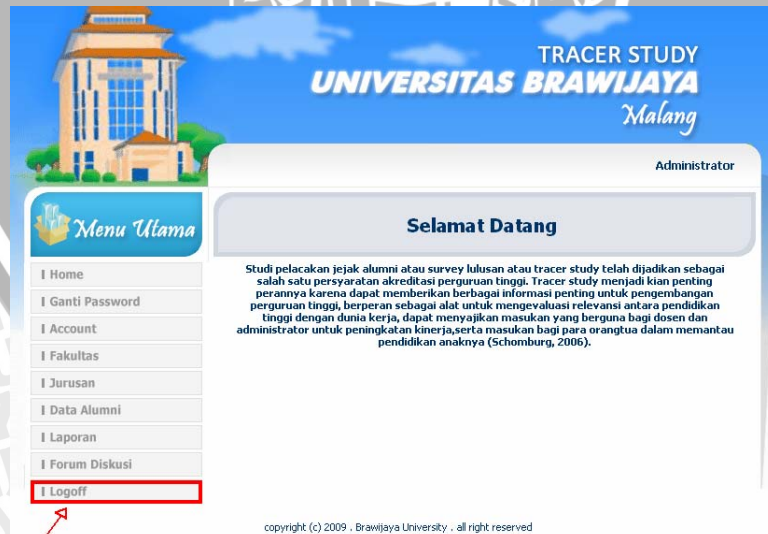 TRACER STUDY
UNIVERSITAS BRAWIJAYA
Malang
Administrator
Menu Utama
Home
Ganti Password
Account
Fakultas
Jurusan
Data Alumni
Laporan
Forum Diskusi
Logoff
Selamat Datang
Studi pelacakan jejak alumni atau survey lulusan atau tracer study telah dijadikan sebagai
salah satu persyaratan akreditasi perguruan tinggi. Tracer study menjadi kian penting
perannya karena dapat memberikan berbagai informasi penting untuk pengembangan
perguruan tinggi, berperan sebagai alat untuk mengevaluasi relevansi antara pendidikan
tinggi dengan dunia kerja, dapat menyajikan masukan yang berguna bagi dosen dan
administrator untuk peningkatan kinerja,serta masukan bagi para orangtua dalam memantau
pendidikan anaknya (Schomburg, 2006).
copyright (c) 2009 . Brawijaya University . all right reserved